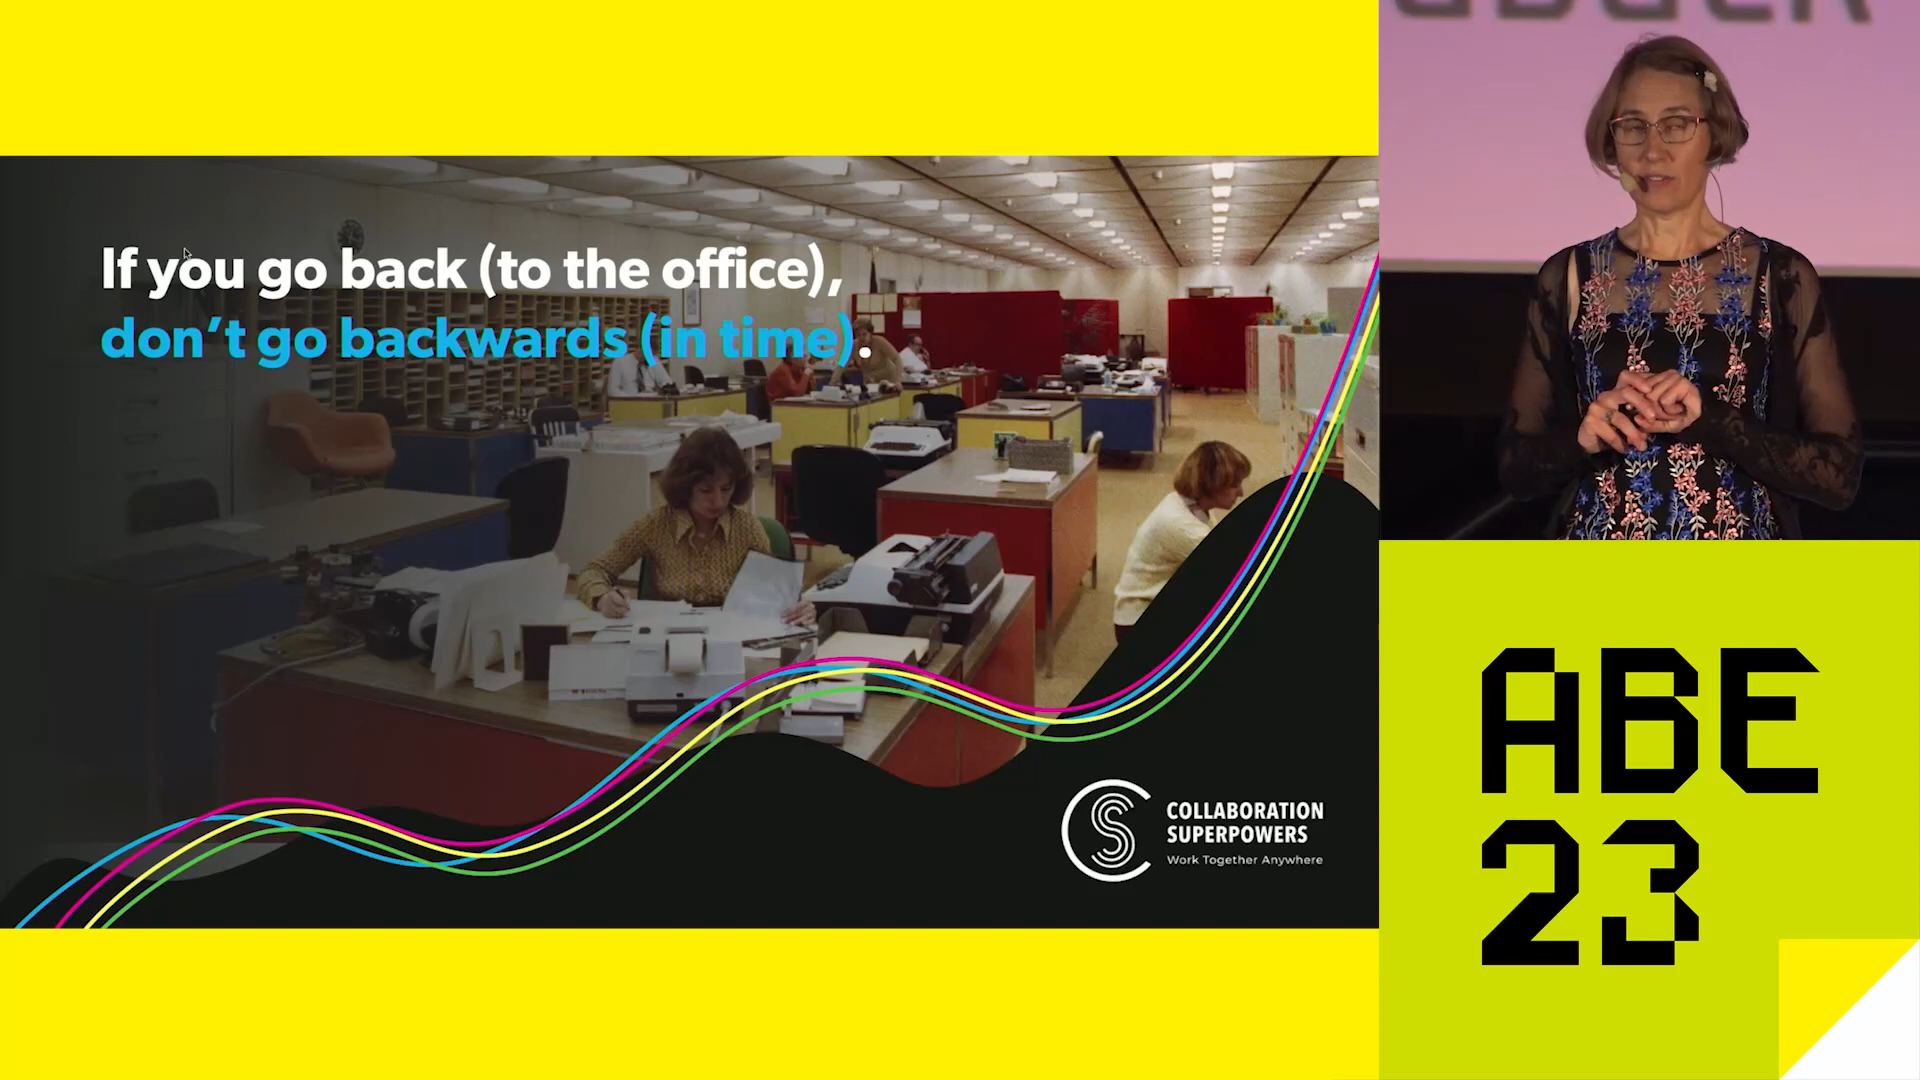 If you go back (to the office),
don't go backwards (in time).
COLLABORATION
SUPERPOWERS
Work Together Anywhere
ABE
23